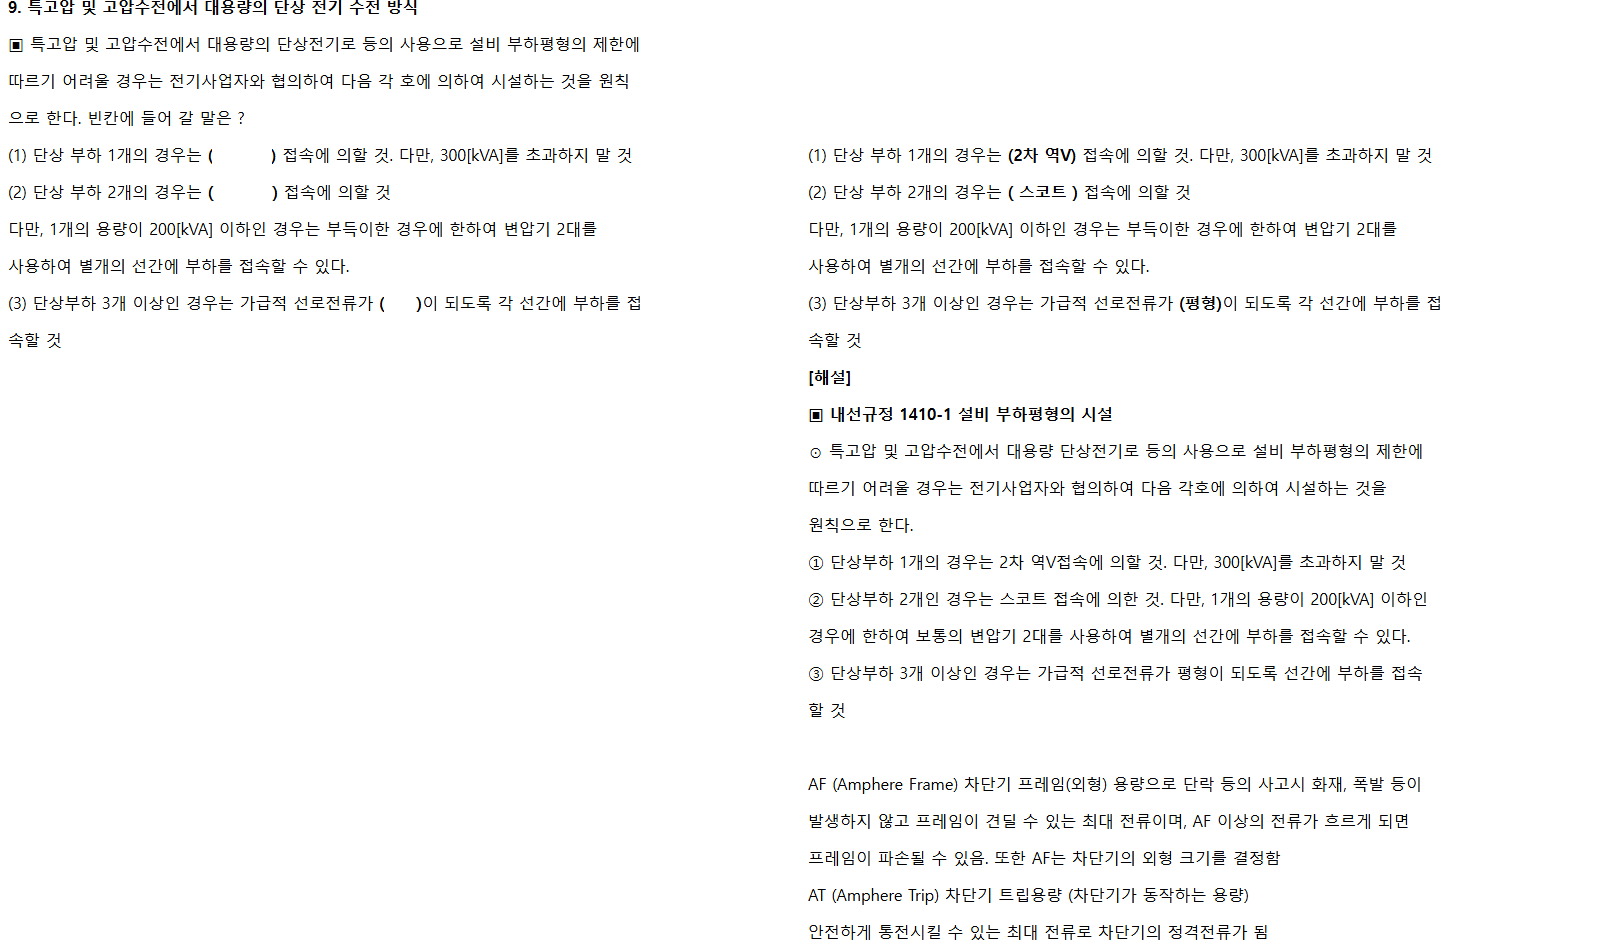 9. 특고압 및 고압수전에서 대용량의 단상 전기 수전 방식
▣ 특고압 및 고압수전에서 대용량의 단상전기로 등의 사용으로 설비 부하평형의 제한에
따르기 어려울 경우는 전기사업자와 협의하여 다음 각 호에 의하여 시설하는 것을 원칙
으로 한다. 빈칸에 들어 갈 말은 ?
(1) 단상 부하 1개의 경우는 (          ) 접속에 의할 것. 다만, 300[kVA]를 초과하지 말 것
(2) 단상 부하 2개의 경우는 (          ) 접속에 의할 것
다만, 1개의 용량이 200[kVA] 이하인 경우는 부득이한 경우에 한하여 변압기 2대를
사용하여 별개의 선간에 부하를 접속할 수 있다.
(3) 단상부하 3개 이상인 경우는 가급적 선로전류가 (     )이 되도록 각 선간에 부하를 접
속할 것
(1) 단상 부하 1개의 경우는 (2차 역V) 접속에 의할 것. 다만, 300[kVA]를 초과하지 말 것
(2) 단상 부하 2개의 경우는 ( 스코트 ) 접속에 의할 것
다만, 1개의 용량이 200[kVA] 이하인 경우는 부득이한 경우에 한하여 변압기 2대를
사용하여 별개의 선간에 부하를 접속할 수 있다.
(3) 단상부하 3개 이상인 경우는 가급적 선로전류가 (평형)이 되도록 각 선간에 부하를 접
속할 것
[해설]
▣ 내선규정 1410-1 설비 부하평형의 시설
⊙ 특고압 및 고압수전에서 대용량 단상전기로 등의 사용으로 설비 부하평형의 제한에
따르기 어려울 경우는 전기사업자와 협의하여 다음 각호에 의하여 시설하는 것을
원칙으로 한다.
① 단상부하 1개의 경우는 2차 역V접속에 의할 것. 다만, 300[kVA]를 초과하지 말 것
② 단상부하 2개인 경우는 스코트 접속에 의한 것. 다만, 1개의 용량이 200[kVA] 이하인
경우에 한하여 보통의 변압기 2대를 사용하여 별개의 선간에 부하를 접속할 수 있다.
③ 단상부하 3개 이상인 경우는 가급적 선로전류가 평형이 되도록 선간에 부하를 접속
할 것
AF (Amphere Frame) 차단기 프레임(외형) 용량으로 단락 등의 사고시 화재, 폭발 등이
발생하지 않고 프레임이 견딜 수 있는 최대 전류이며, AF 이상의 전류가 흐르게 되면
프레임이 파손될 수 있음. 또한 AF는 차단기의 외형 크기를 결정함
AT (Amphere Trip) 차단기 트립용량 (차단기가 동작하는 용량)
안전하게 통전시킬 수 있는 최대 전류로 차단기의 정격전류가 됨